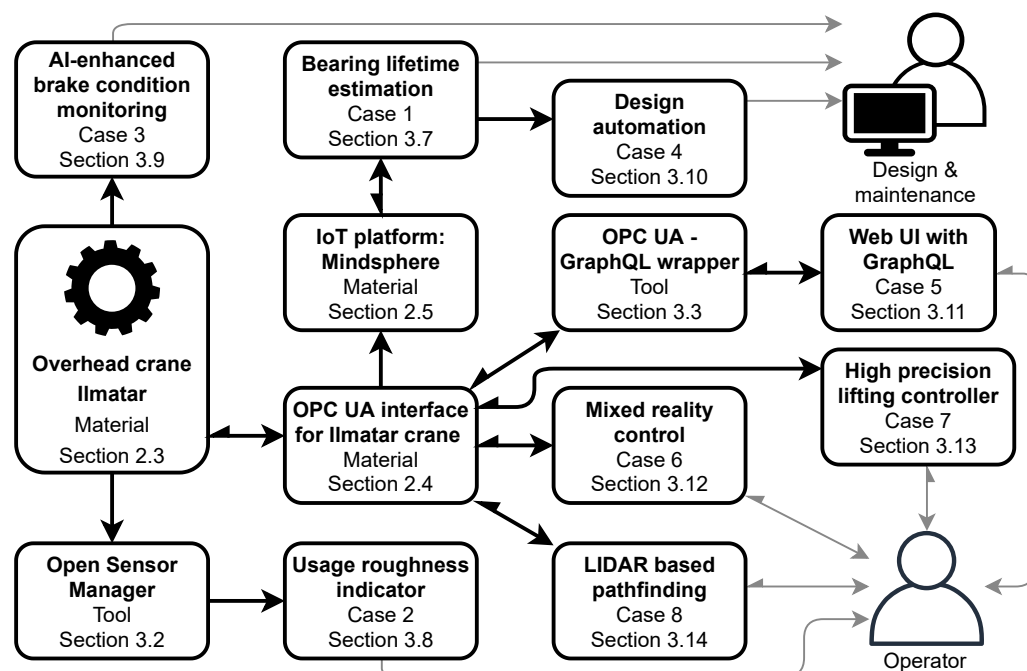 AI-enhanced
brake condition
monitoring
Case 3
Section 3.9
Bearing lifetime
estimation
Case 1
Section 3.7
Design
automation
Case 4
Section 3.10
Design &
maintenance
Overhead crane
Ilmatar
Material
Section 2.3
IoT platform:
Mindsphere
Material
Section 2.5
OPC UA -
GraphQL wrapper
Tool
Section 3.3
Web UI with
GraphQL
Case 5
Section 3.11
OPC UA interface
for Ilmatar crane
Material
Section 2.4
Mixed reality
control
Case 6
Section 3.12
High precision
lifting controller
Case 7
Section 3.13
Open Sensor
Manager
Tool
Section 3.2
Usage roughness
indicator
Case 2
Section 3.8
LIDAR based
pathfinding
Case 8
Section 3.14
Operator